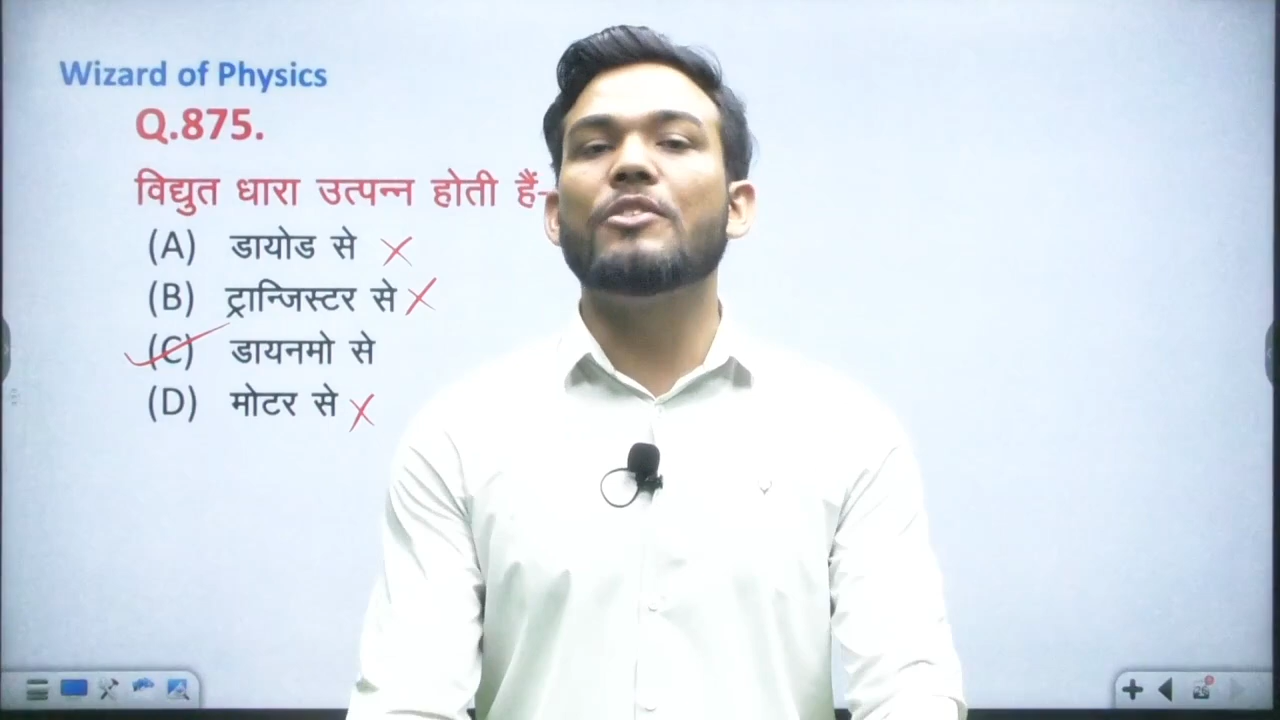 Wizard of Physics
Q.875.
विद्युत धारा उत्पन्न होती हैं-
(A) डायोड से
(B) ट्रान्जिस्टर से
(C) डायनमो से
(D) मोटर से